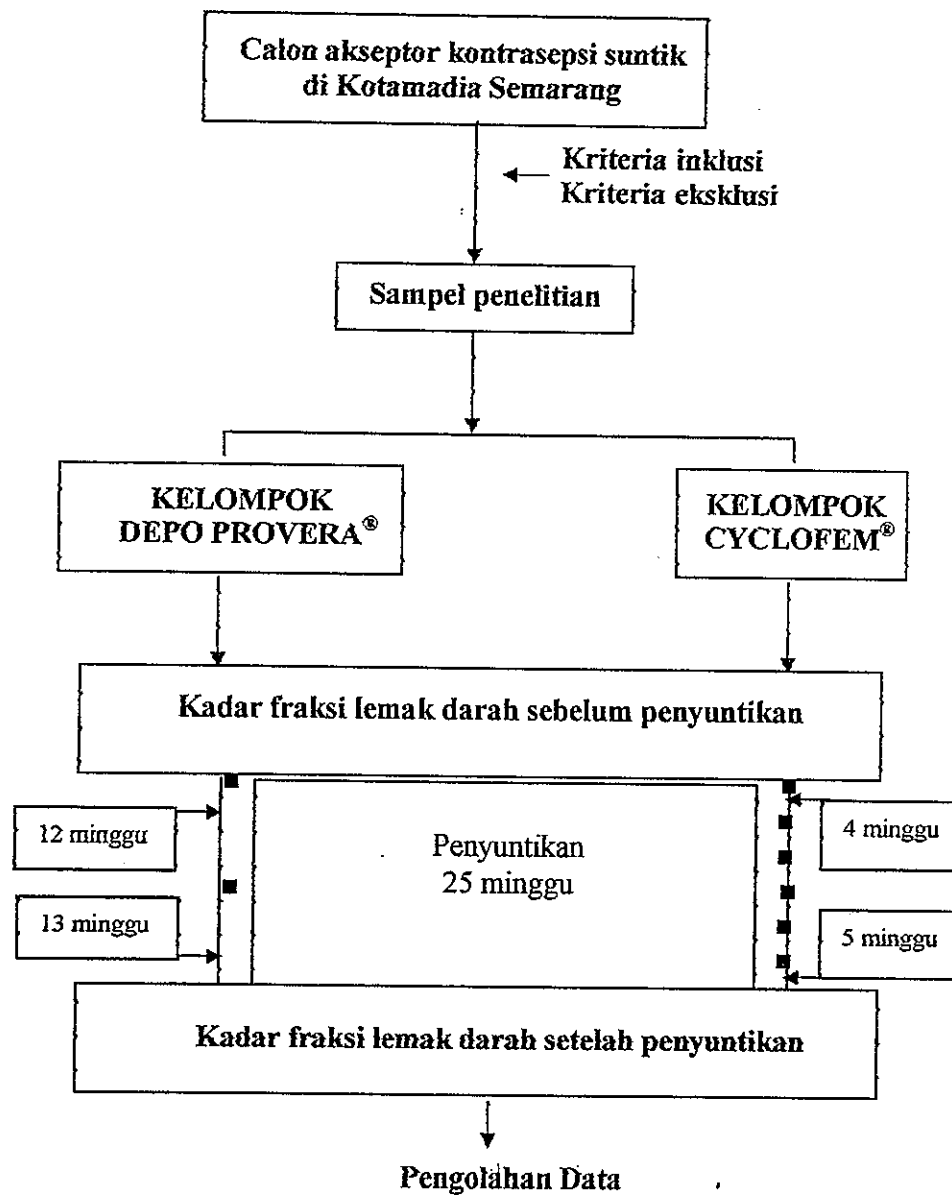 Calon akseptor kontrasepsi suntik
di Kotamadia Semarang
Kriteria inklusi
Kriteria eksklusi
Sampel penelitian
KELOMPOK
DEPO PROVERA®
KELOMPOK
CYCLOFEM®
Kadar fraksi lemak darah sebelum penyuntikan
12 minggu
Penyuntikan
25 minggu
4 minggu
13 minggu
5 minggu
Kadar fraksi lemak darah setelah penyuntikan
Pengolahan Data